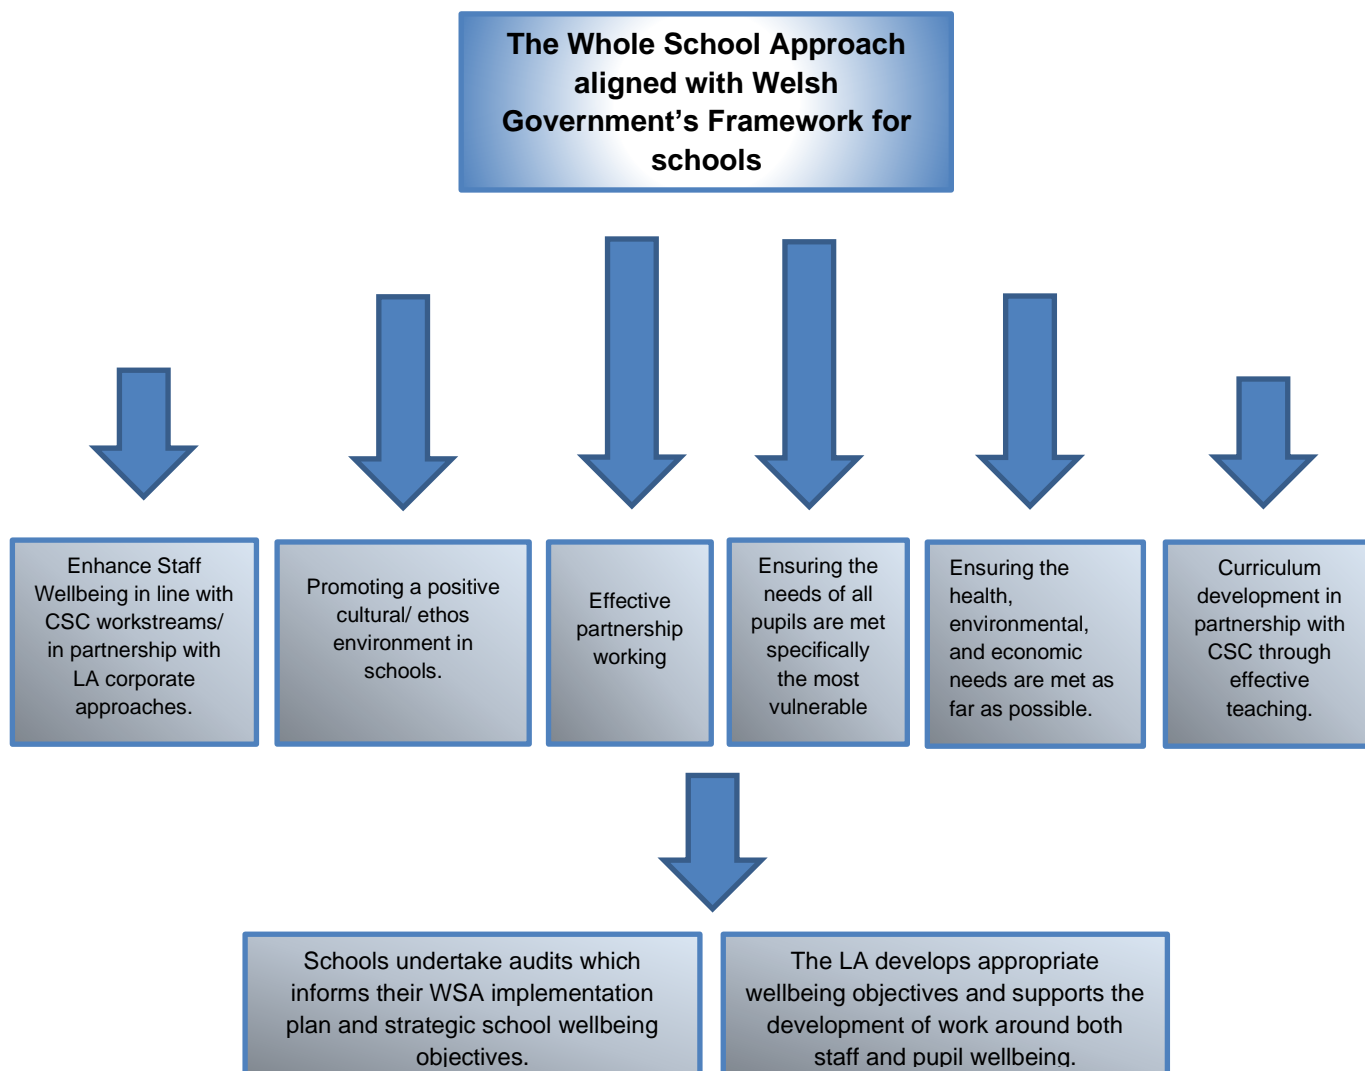 The Whole School Approach
aligned with Welsh
Government's Framework for
schools
Enhance Staff
Wellbeing in line with
CSC workstreams/
in partnership with
LA corporate
approaches.
Promoting a positive
cultural/ ethos
environment in
schools.
Effective
partnership
working
Ensuring the
needs of all
pupils are met
specifically
the most
vulnerable
Ensuring the
health,
environmental,
and economic
needs are met as
far as possible.
Curriculum
development in
partnership with
CSC through
effective
teaching.
Schools undertake audits which
informs their WSA implementation
plan and strategic school wellbeing
objectives.
The LA develops appropriate
wellbeing objectives and supports the
development of work around both
staff and pupil wellbeing.